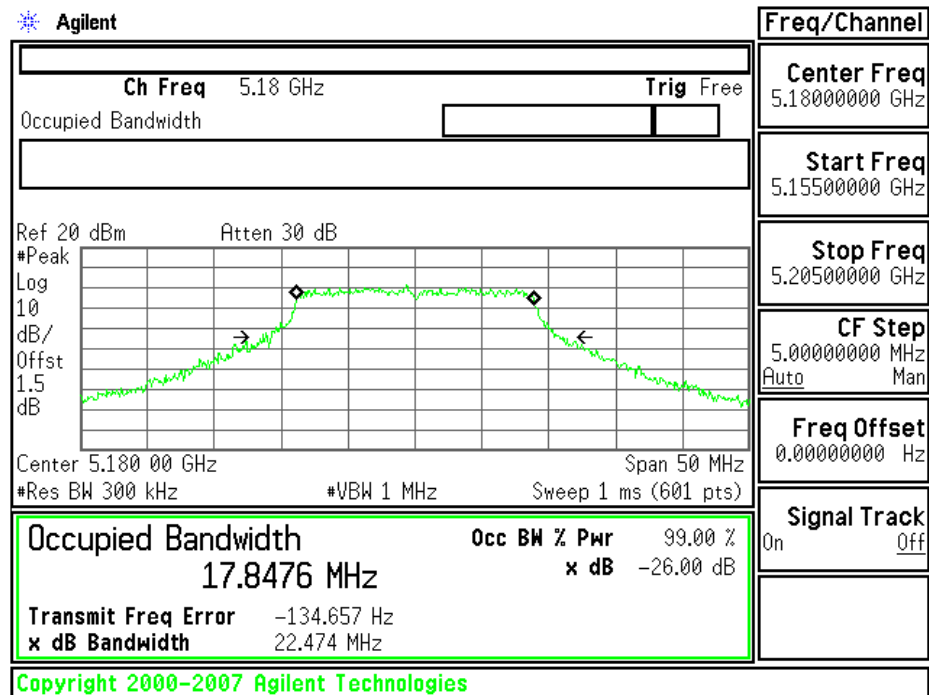 Agilent
Freq/Channel
Ch Freq 5.18 GHz Trig Free
Occupied Bandwidth
Center Freq
5.18000000 GHz
Start Freq
5.15500000 GHz
Stop Freq
5.20500000 GHz
CF Step
5.00000000 MHz
Auto Man
Freq Offset
0.00000000 Hz
Signal Track
On Off
Ref 20 dBm Atten 30 dB
#Peak
Log
10
dB/
Offst
1.5
dB
Center 5.180 00 GHz Span 50 MHz
#Res BW 300 kHz #VBW 1 MHz Sweep 1 ms (601 pts)
Occupied Bandwidth
17.8476 MHz
Occ BW % Pwr 99.00 %
x dB -26.00 dB
Transmit Freq Error -134.657 Hz
x dB Bandwidth 22.474 MHz
Copyright 2000-2007 Agilent Technologies